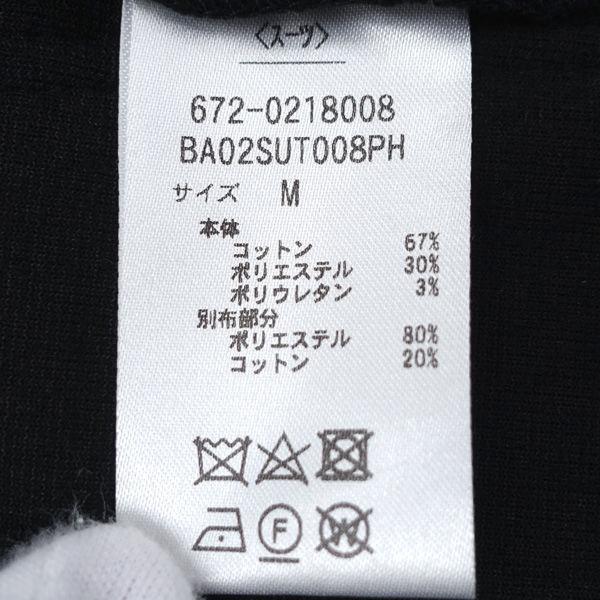 〈スーツ〉
672-0218008
BA02SUT008PH
サイズ M
本体
コットン 67%
ポリエステル 30%
ポリウレタン 3%
別布部分
ポリエステル 80%
コットン 20%
F W